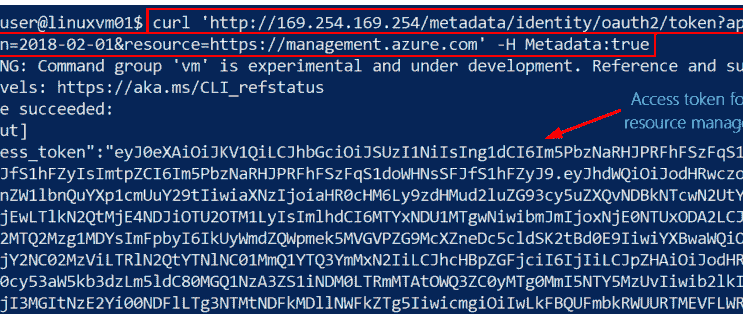 user@linuxvm01$ curl 'http://169.254.169.254/metadata/identity/oauth2/token?ap
n=2018-02-01&resource=https://management.azure.com' -H Metadata:true
NG: Command group 'vm' is experimental and under development. Reference and su
vels: https://aka.ms/CLI_refstatus
e succeeded:
ut]
Access token fo
resource manag
ess_token":"eyJ0eXAiOiJKV1QiLCJhbGciOiJSUzI1NiIsIng1dCI6Im5PbzNaRHJPRFhFSzFqS1
JfS1hFZyIsImtpZCI6Im5PbzNaRHJPRFhFSzFqS1doWHNsSFJfS1hFZyJ9.eyJhdWQiOiJodHRwczo
nZW1lbnQuYXp1cmUuY29tIiwiaXNzIjoiaHR0cHM6Ly9zdHMud2luZG93cy5uZXQvNDBkNTcwN2UtY
jEwLTlkN2QtMjE4NDJiOTU2OTM1LyIsImlhdCI6MTYxNDU1MTgwNiwibmJmIjoxNjE0NTUxODA2LCJ
2MTQ2Mzg1MDYsImFpbyI6IkUyWmdZQWpmek5MVGVPZG9McXZneDc5cldSK2tBd0E9IiwiYXBwaWQiO
jY2NC02MzViLTRlN2QtYTNlNC01MmQ1YTQ3YmMxN2IiLCJhcHBpZGFjciI6IjIiLCJpZHAiOiJodHR
0cy53aW5kb3dzLm5ldC80MGQ1NzA3ZS1iNDM0LTRmMTAtOWQ3ZC0yMTg0MmI5NTY5MzUvIiwib2lkI
jI3MGItNzE2Yi00NDFlLTg3NTMtNDFkMDllNWFkZTg5IiwicmgiOiIwLkFBQUFmbkRWUURTMEVFLWR